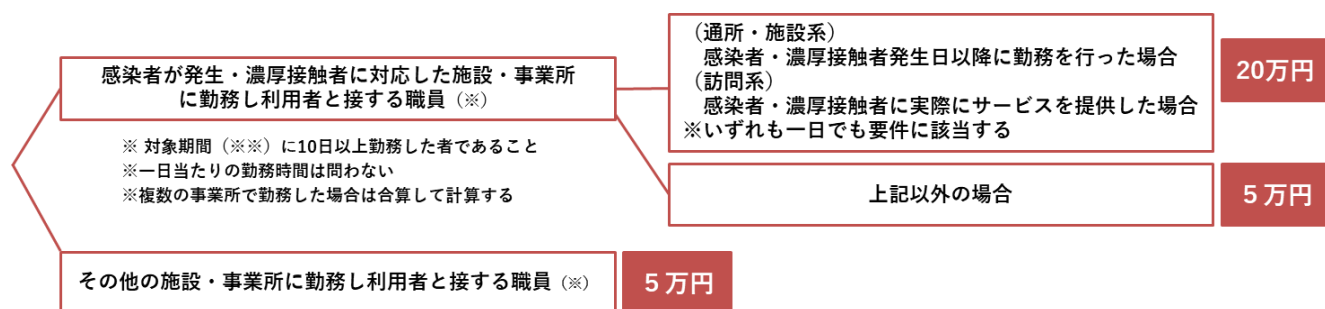 感染者が発生・濃厚接触者に対応した施設・事業所
に勤務し利用者と接する職員（※）
※ 対象期間（※※）に10日以上勤務した者であること
※一日当たりの勤務時間は問わない
※複数の事業所で勤務した場合は合算して計算する
（通所・施設系）
感染者・濃厚接触者発生日以降に勤務を行った場合
（訪問系）
感染者・濃厚接触者に実際にサービスを提供した場合
※いずれも一日でも要件に該当する
20万円
上記以外の場合
５万円
その他の施設・事業所に勤務し利用者と接する職員（※）
５万円